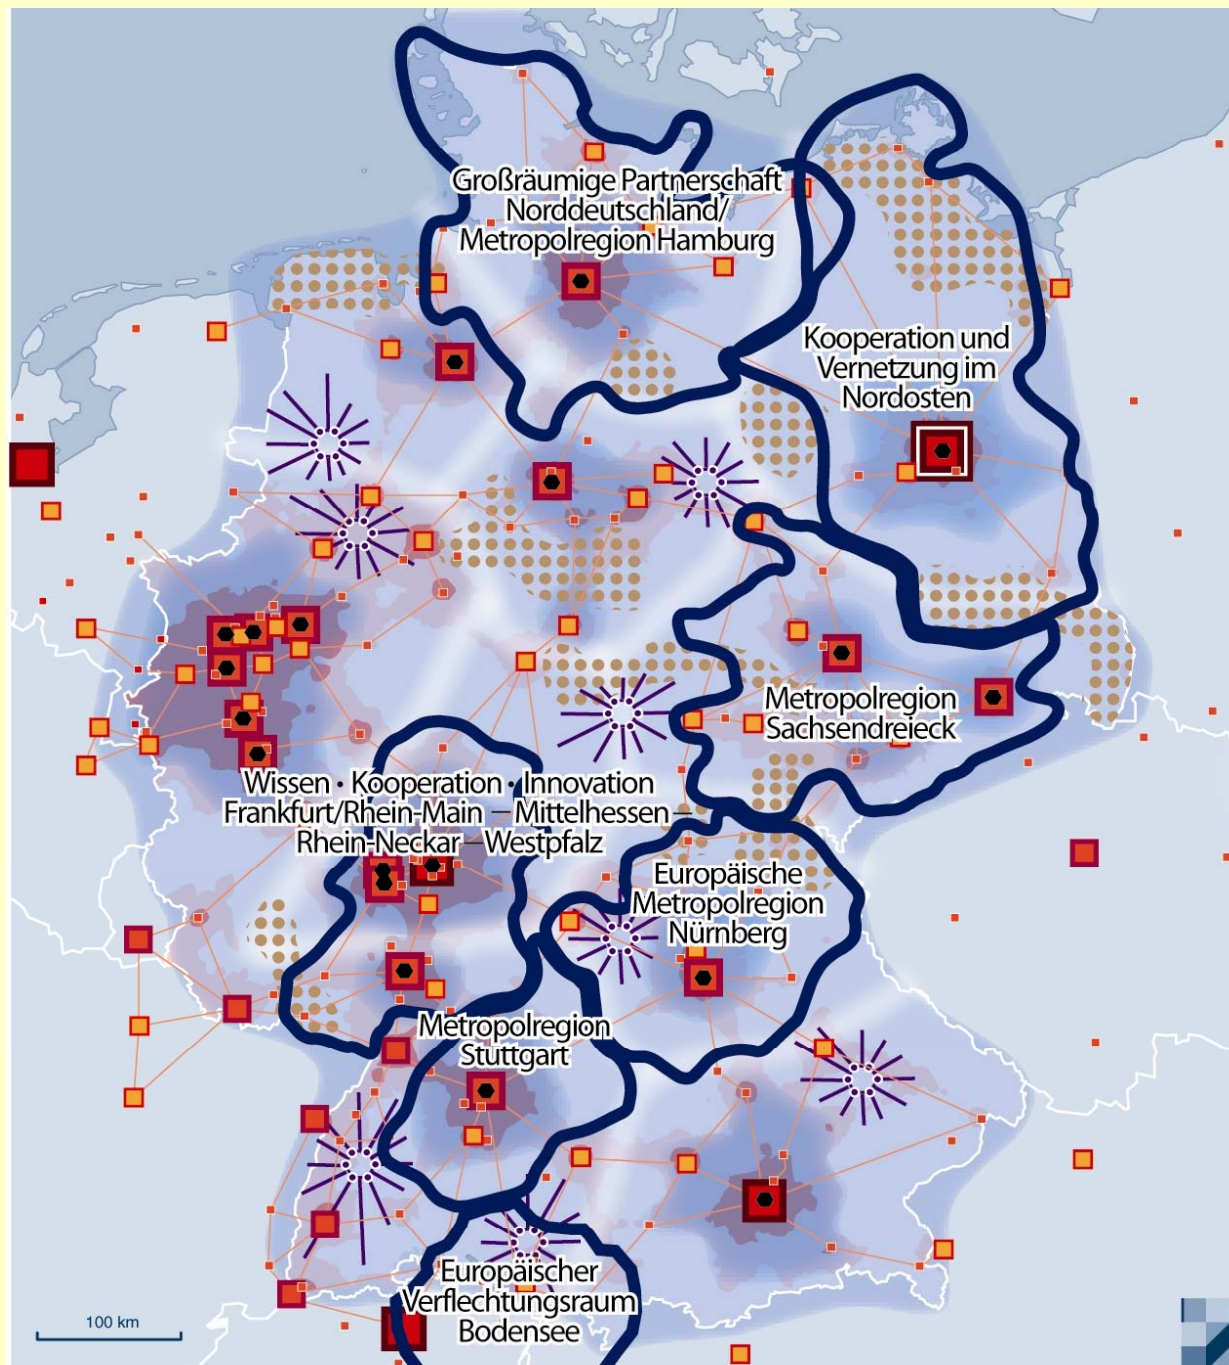 Großräumige Partnerschaft
Norddeutschland/
Metropolregion Hamburg
Kooperation und
Vernetzung im
Nordosten
Metropolregion
Sachsendreieck
Wissen · Kooperation · Innovation
Frankfurt/Rhein-Main – Mittelhessen –
Rhein-Neckar – Westpfalz
Europäische
Metropolregion
Nürnberg
Metropolregion
Stuttgart
Europäischer
Verflechtungsraum
Bodensee
100 km